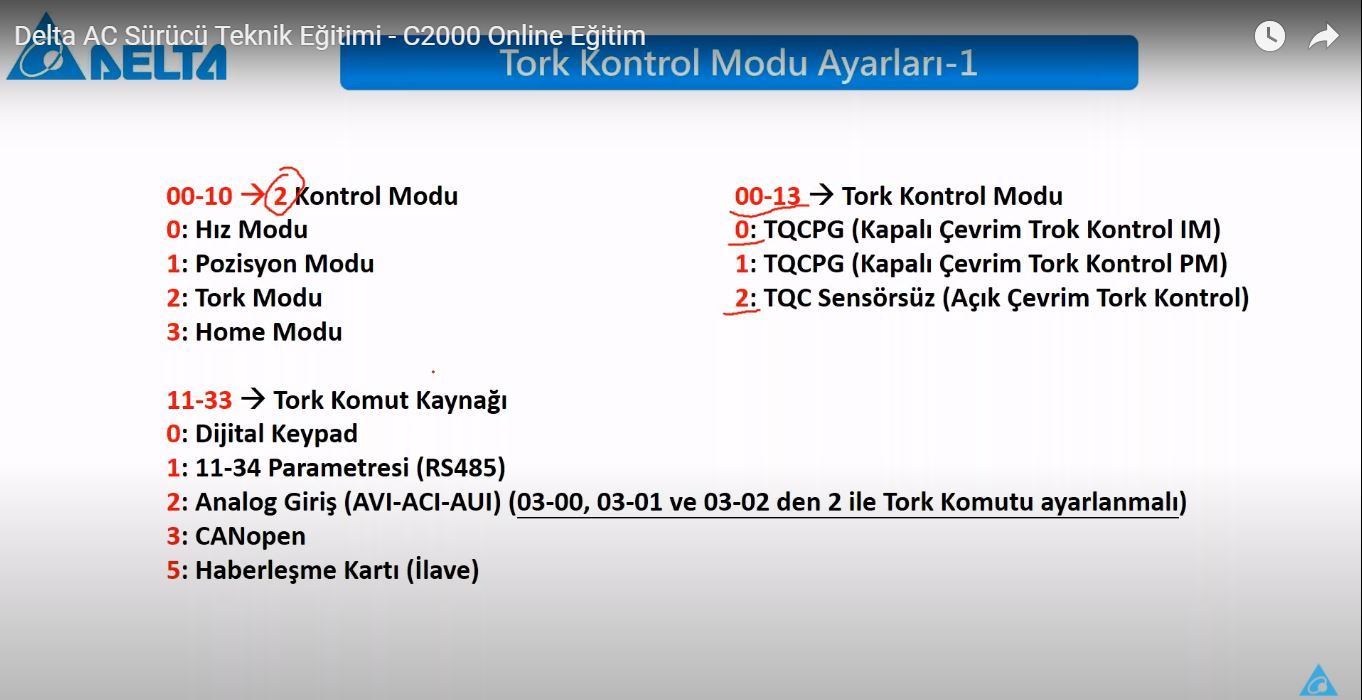 Delta AC Sürücü Teknik Eğitimi - C2000 Online Eğitim
DELTA
Tork Kontrol Modu Ayarları-1
00-10 → 2 Kontrol Modu
0: Hız Modu
1: Pozisyon Modu
2: Tork Modu
3: Home Modu
00-13 → Tork Kontrol Modu
0: TQCPG (Kapalı Çevrim Trok Kontrol IM)
1: TQCPG (Kapalı Çevrim Tork Kontrol PM)
2: TQC Sensörsüz (Açık Çevrim Tork Kontrol)
11-33 → Tork Komut Kaynağı
0: Dijital Keypad
1: 11-34 Parametresi (RS485)
2: Analog Giriş (AVI-ACI-AUI) (03-00, 03-01 ve 03-02 den 2 ile Tork Komutu ayarlanmalı)
3: CANopen
5: Haberleşme Kartı (İlave)